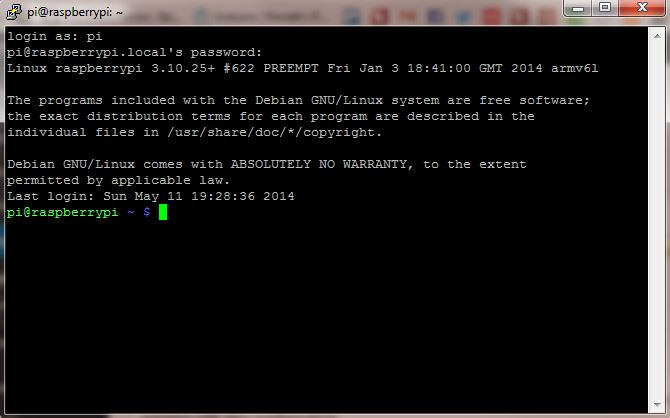 pi@raspberrypi: ~
login as: pi
pi@raspberrypi.local's password:
Linux raspberrypi 3.10.25+ #622 PREEMPT Fri Jan 3 18:41:00 GMT 2014 armv6l
The programs included with the Debian GNU/Linux system are free software;
the exact distribution terms for each program are described in the
individual files in /usr/share/doc/*/copyright.
Debian GNU/Linux comes with ABSOLUTELY NO WARRANTY, to the extent
permitted by applicable law.
Last login: Sun May 11 19:28:36 2014
pi@raspberrypi ~ $